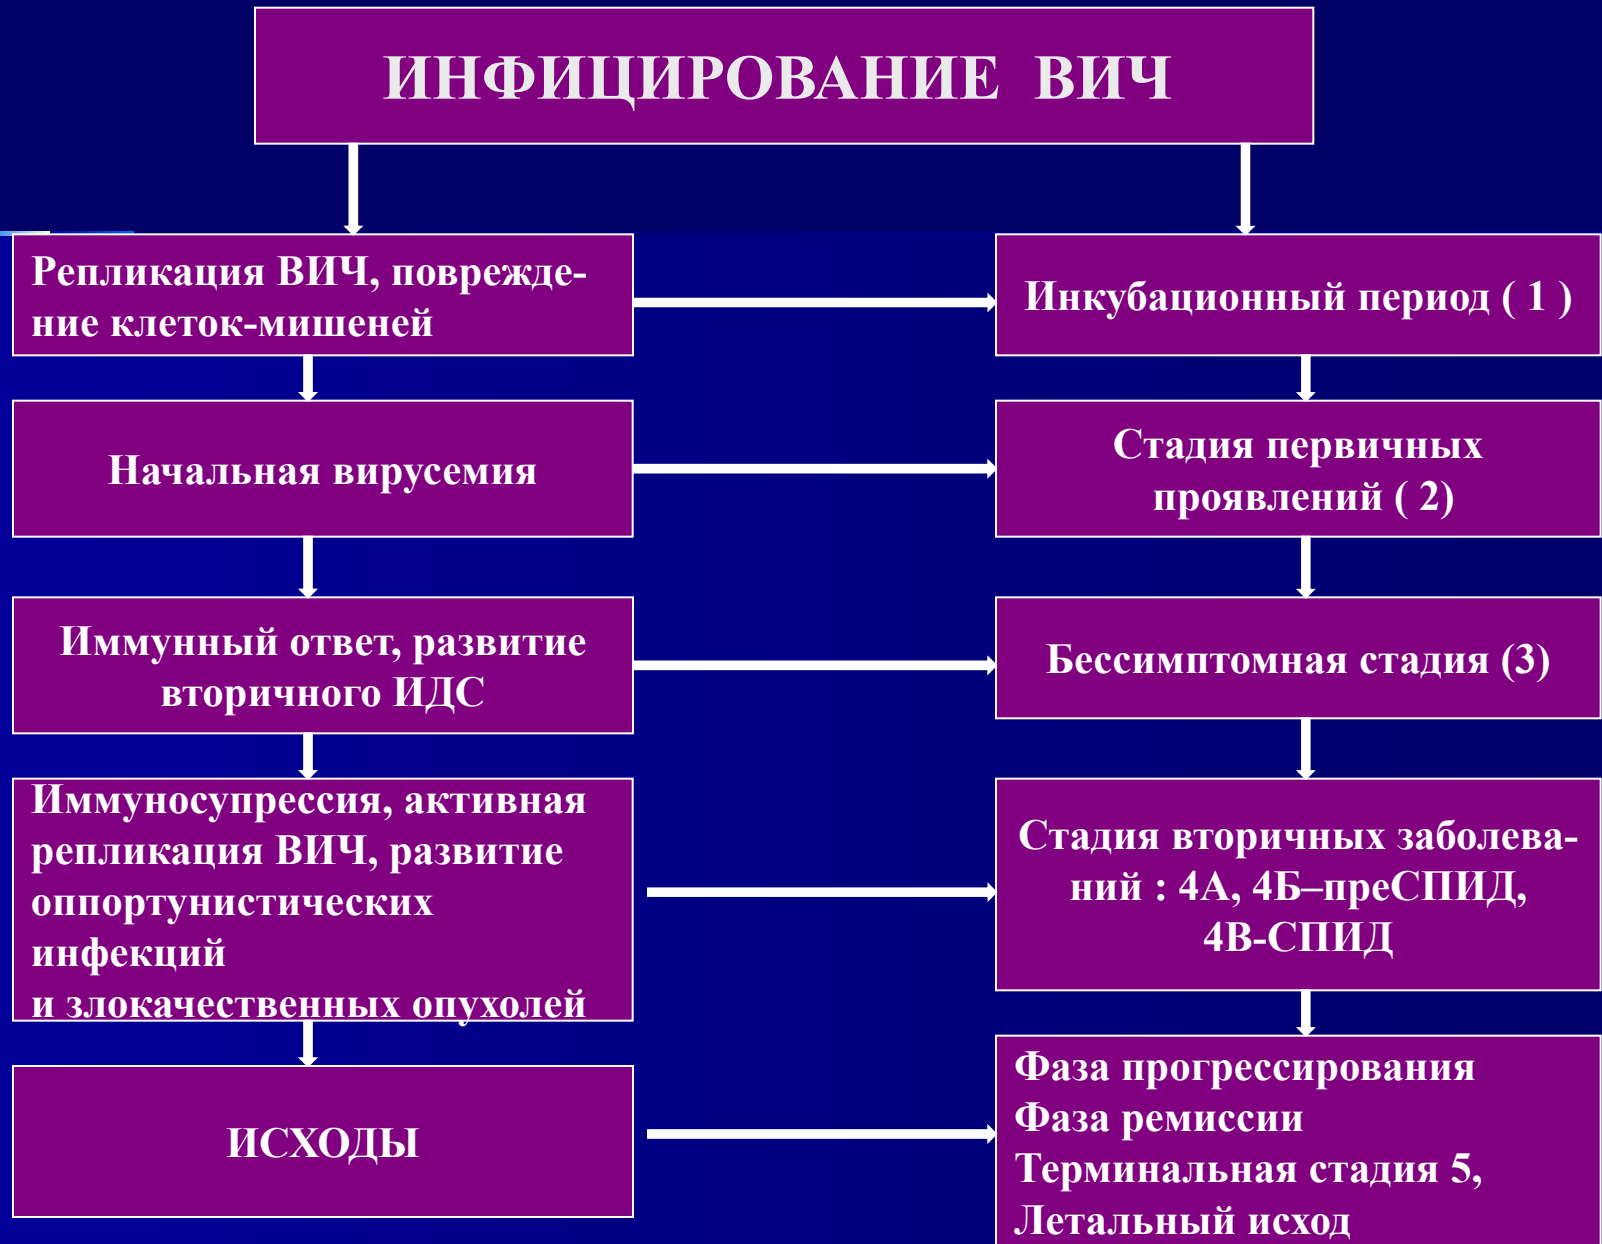 ИНФИЦИРОВАНИЕ ВИЧ
Репликация ВИЧ, поврежде-
ние клеток-мишеней
Инкубационный период ( 1 )
Начальная вирусемия
Стадия первичных
проявлений ( 2)
Иммунный ответ, развитие
вторичного ИДС
Бессимптомная стадия (3)
Иммуносупрессия, активная
репликация ВИЧ, развитие
оппортунистических
инфекций
и злокачественных опухолей
Стадия вторичных заболева-
ний : 4А, 4Б–преСПИД,
4В-СПИД
ИСХОДЫ
Фаза прогрессирования
Фаза ремиссии
Терминальная стадия 5,
Летальный исход